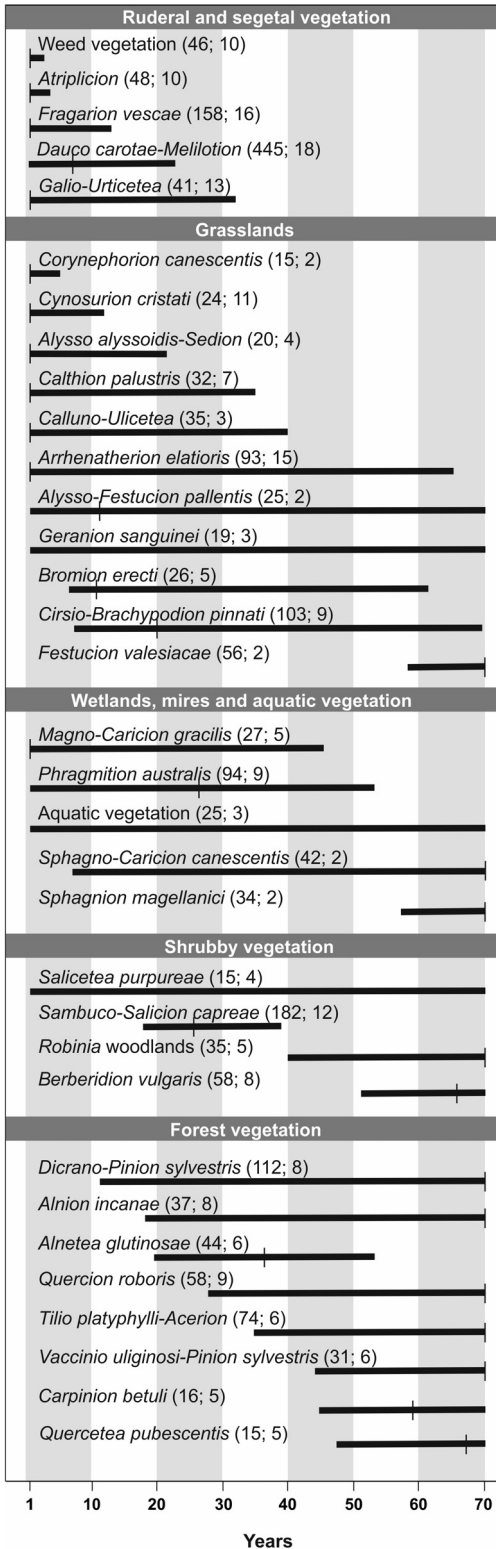 Ruderal and segetal vegetation
Weed vegetation (46; 10)
Atriplicion (48; 10)
Fragarion vescae (158; 16)
Dauco carotae-Melilotion (445; 18)
Galio-Urticetea (41; 13)
Grasslands
Corynephorion canescentis (15; 2)
Cynosurion cristati (24; 11)
Alysso alyssoidis-Sedion (20; 4)
Calthion palustris (32; 7)
Calluno-Ulicetea (35; 3)
Arrhenatherion elatioris (93; 15)
Alysso-Festucion pallentis (25; 2)
Geranion sanguinei (19; 3)
Bromion erecti (26; 5)
Cirsio-Brachypodion pinnati (103; 9)
Festucion valesiacae (56; 2)
Wetlands, mires and aquatic vegetation
Magno-Caricion gracilis (27; 5)
Phragmition australis (94; 9)
Aquatic vegetation (25; 3)
Sphagno-Caricion canescentis (42; 2)
Sphagnion magellanici (34; 2)
Shrubby vegetation
Salicetea purpureae (15; 4)
Sambuco-Salicion capreae (182; 12)
Robinia woodlands (35; 5)
Berberidion vulgaris (58; 8)
Forest vegetation
Dicrano-Pinion sylvestris (112; 8)
Alnion incanae (37; 8)
Alnetea glutinosae (44; 6)
Quercion roboris (58; 9)
Tilio platyphylli-Acerion (74; 6)
Vaccinio uliginosi-Pinion sylvestris (31; 6)
Carpinion betuli (16; 5)
Quercetea pubescentis (15; 5)
1 10 20 30 40 50 60 70
Years